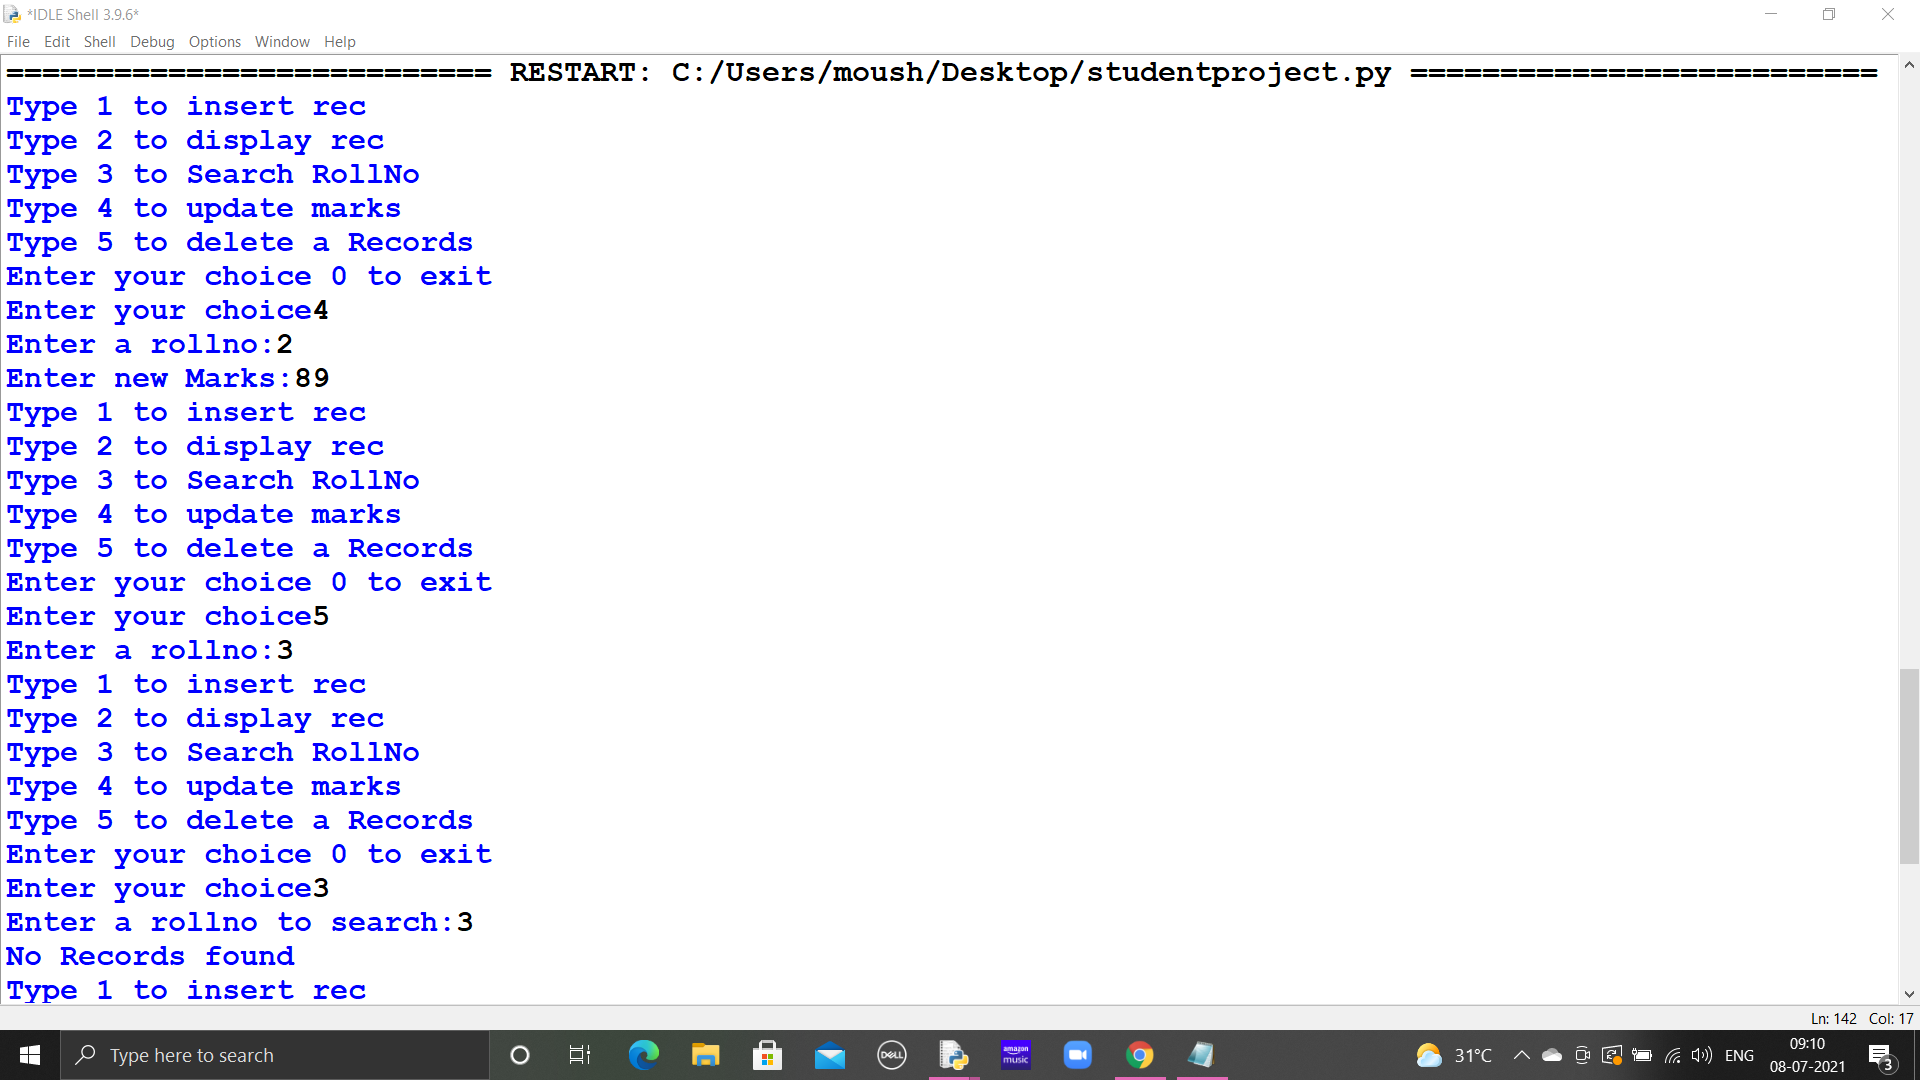 *IDLE Shell 3.9.6*
File Edit Shell Debug Options Window Help
=========================== RESTART: C:/Users/moush/Desktop/studentproject.py ==========================
Type 1 to insert rec
Type 2 to display rec
Type 3 to Search RollNo
Type 4 to update marks
Type 5 to delete a Records
Enter your choice 0 to exit
Enter your choice4
Enter a rollno:2
Enter new Marks:89
Type 1 to insert rec
Type 2 to display rec
Type 3 to Search RollNo
Type 4 to update marks
Type 5 to delete a Records
Enter your choice 0 to exit
Enter your choice5
Enter a rollno:3
Type 1 to insert rec
Type 2 to display rec
Type 3 to Search RollNo
Type 4 to update marks
Type 5 to delete a Records
Enter your choice 0 to exit
Enter your choice3
Enter a rollno to search:3
No Records found
Type 1 to insert rec
Ln: 142 Col: 17
Type here to search
DELL
amazon music
31°C
ENG
09:10
08-07-2021
3